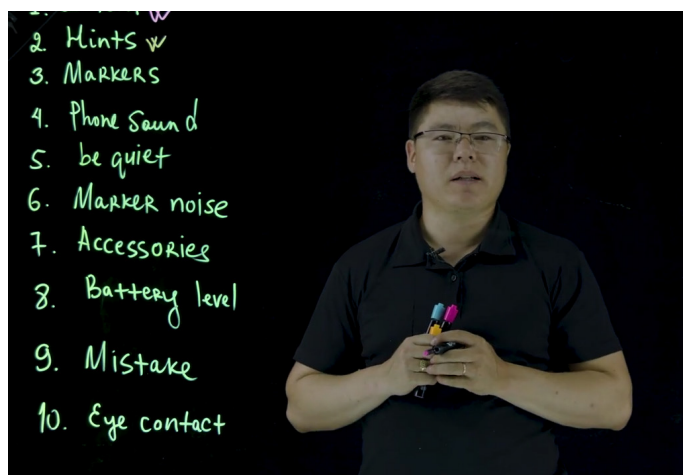 2. Hints
3. Markers
4. Phone Sound
5. be quiet
6. Marker noise
7. Accessories
8. Battery level
9. Mistake
10. Eye contact